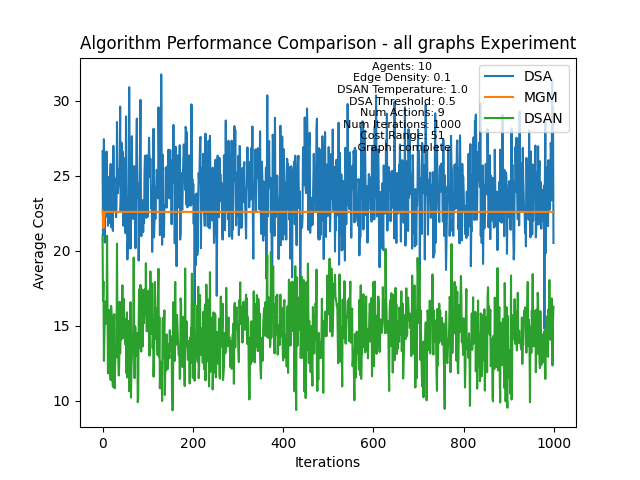 Algorithm Performance Comparison - all graphs Experiment
Agents: 10
Edge Density: 0.1
DSAN Temperature: 1.0
DSA Threshold: 0.5
Num Actions: 9
Num Iterations: 1000
Cost Range: 51
Graph: complete
DSA
MGM
DSAN
Average Cost
30
25
20
15
10
0
200
400
600
800
1000
Iterations